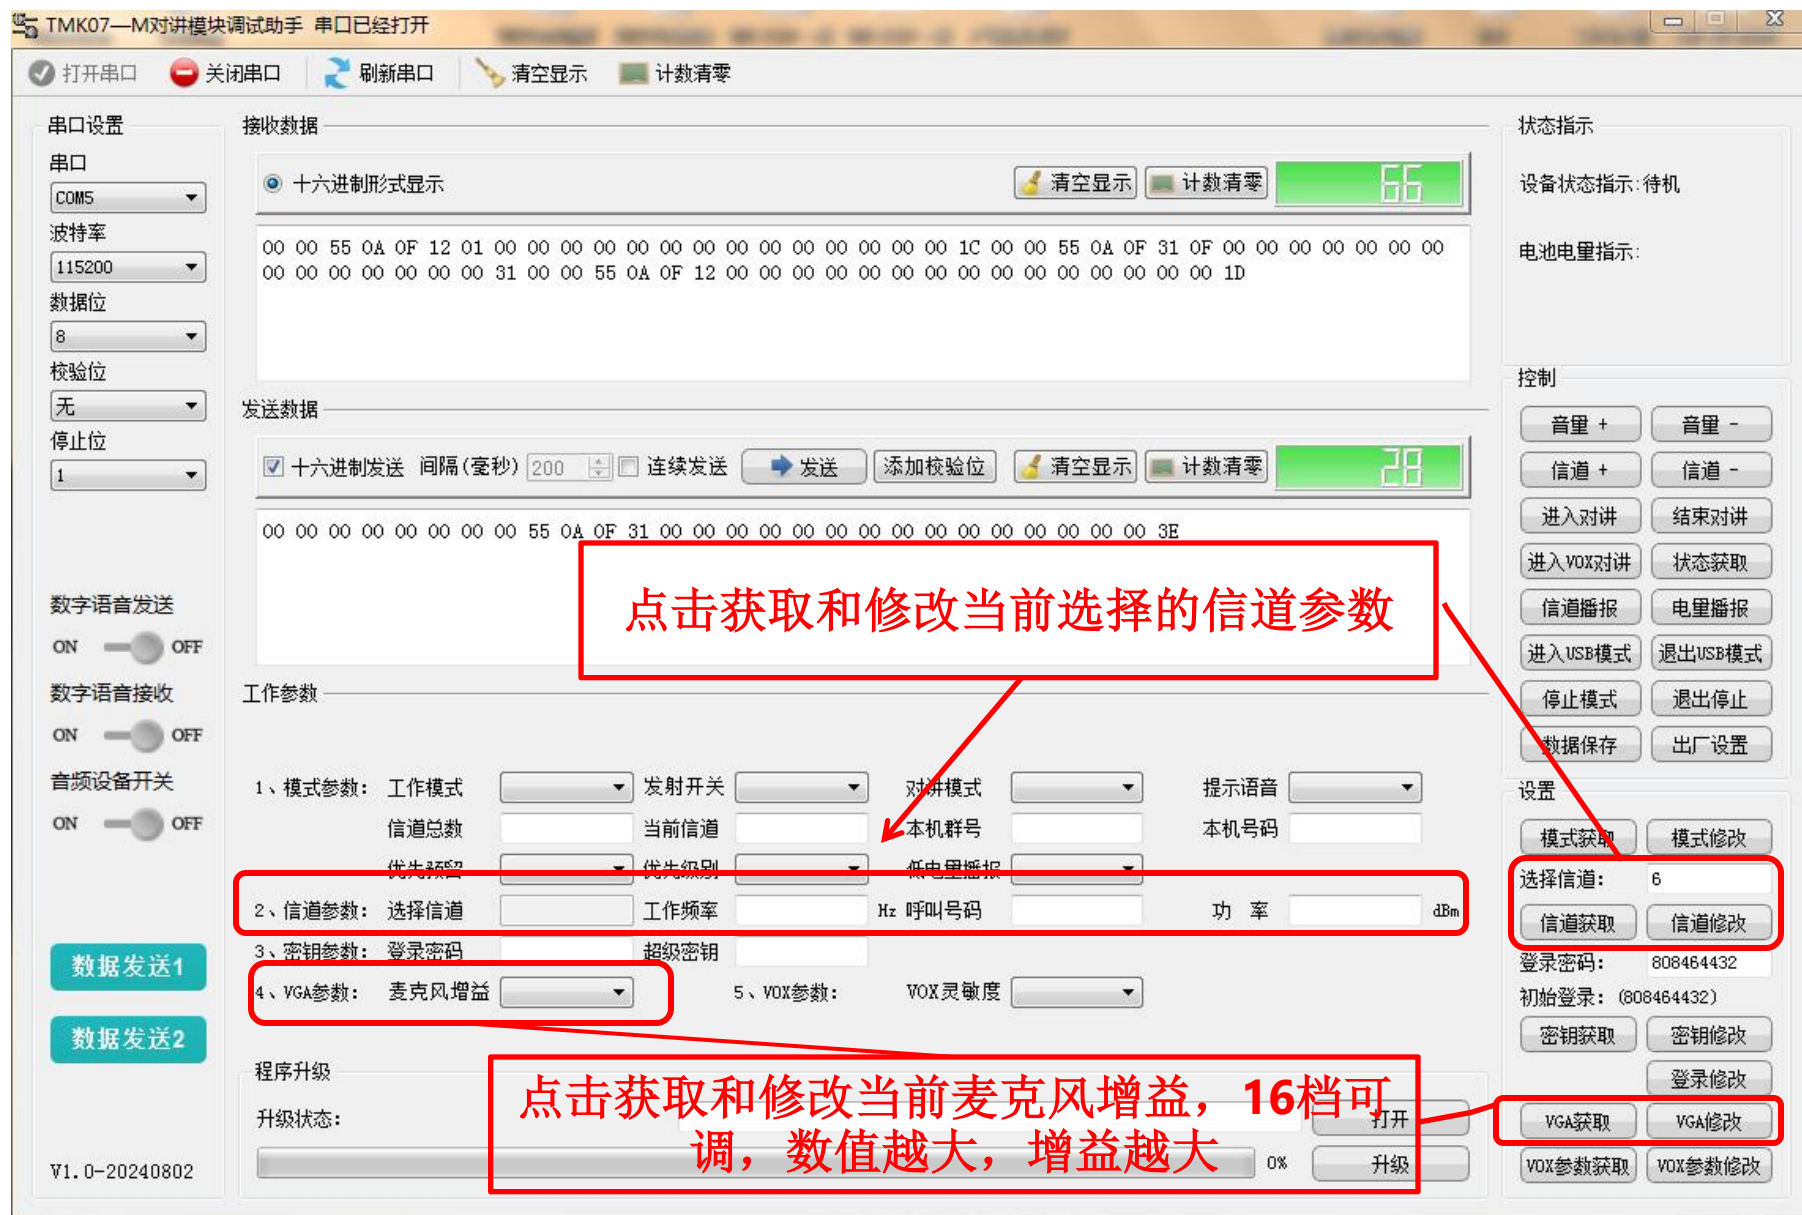 TMK07—M对讲模块调试助手 串口已经打开
打开串口 关闭串口 刷新串口 清空显示 计数清零
串口设置
串口
COM5
波特率
115200
数据位
8
校验位
无
停止位
1
数字语音发送
ON OFF
数字语音接收
ON OFF
音频设备开关
ON OFF
数据发送1
数据发送2
V1.0-20240802
接收数据
十六进制形式显示 清空显示 计数清零 66
00 00 55 0A 0F 12 01 00 00 00 00 00 00 00 00 00 00 00 00 00 00 1C 00 00 55 0A 0F 31 0F 00 00 00 00 00 00 00
00 00 00 00 00 00 00 31 00 00 55 0A 0F 12 00 00 00 00 00 00 00 00 00 00 00 00 00 00 00 1D
发送数据
十六进制发送 间隔(毫秒) 200 连续发送 发送 添加校验位 清空显示 计数清零 28
00 00 00 00 00 00 00 00 55 0A 0F 31 00 00 00 00 00 00 00 00 00 00 00 00 00 00 00 3E
点击获取和修改当前选择的信道参数
工作参数
1、模式参数: 工作模式 发射开关 对讲模式 提示语音
信道总数 当前信道 本机群号 本机号码
优先预留 优先级别 低电量播报
2、信道参数: 选择信道 工作频率 Hz 呼叫号码 功 率 dBm
3、密钥参数: 登录密码 超级密钥
4、VGA参数: 麦克风增益 5、VOX参数: VOX灵敏度
程序升级
升级状态:
打开
0% 升级
点击获取和修改当前麦克风增益，16档可
调，数值越大，增益越大
状态指示
设备状态指示:待机
电池电量指示:
控制
音量 + 音量 -
信道 + 信道 -
进入对讲 结束对讲
进入VOX对讲 状态获取
信道播报 电量播报
进入USB模式 退出USB模式
停止模式 退出停止
数据保存 出厂设置
设置
模式获取 模式修改
选择信道: 6
信道获取 信道修改
登录密码: 808464432
初始登录: (808464432)
密钥获取 密钥修改
登录修改
VGA获取 VGA修改
VOX参数获取 VOX参数修改